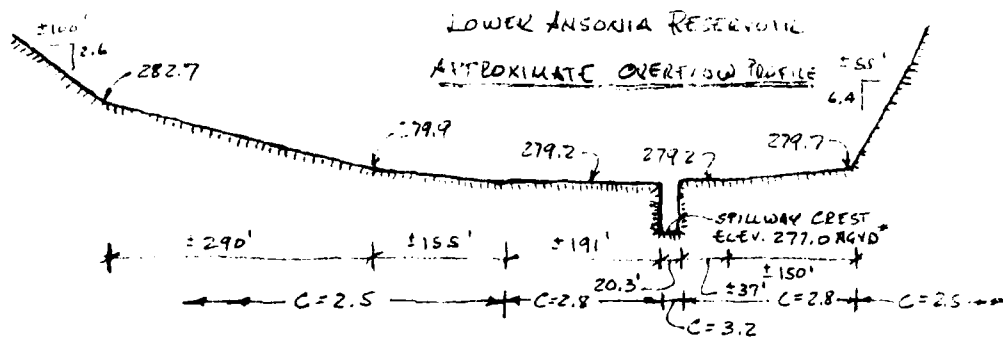 LOWER ANSONIA RESERVOIR
APPROXIMATE OVERFLOW PROFILE
±100'
2.6
282.7
279.9
279.2
279.2
279.7
±55'
6.4
SPILLWAY CREST
ELEV. 277.0 NGVD*
±290' ±155' ±191' 20.3' ±37' ±150'
C=2.5 C=2.8 C=2.8 C=2.5
C=3.2